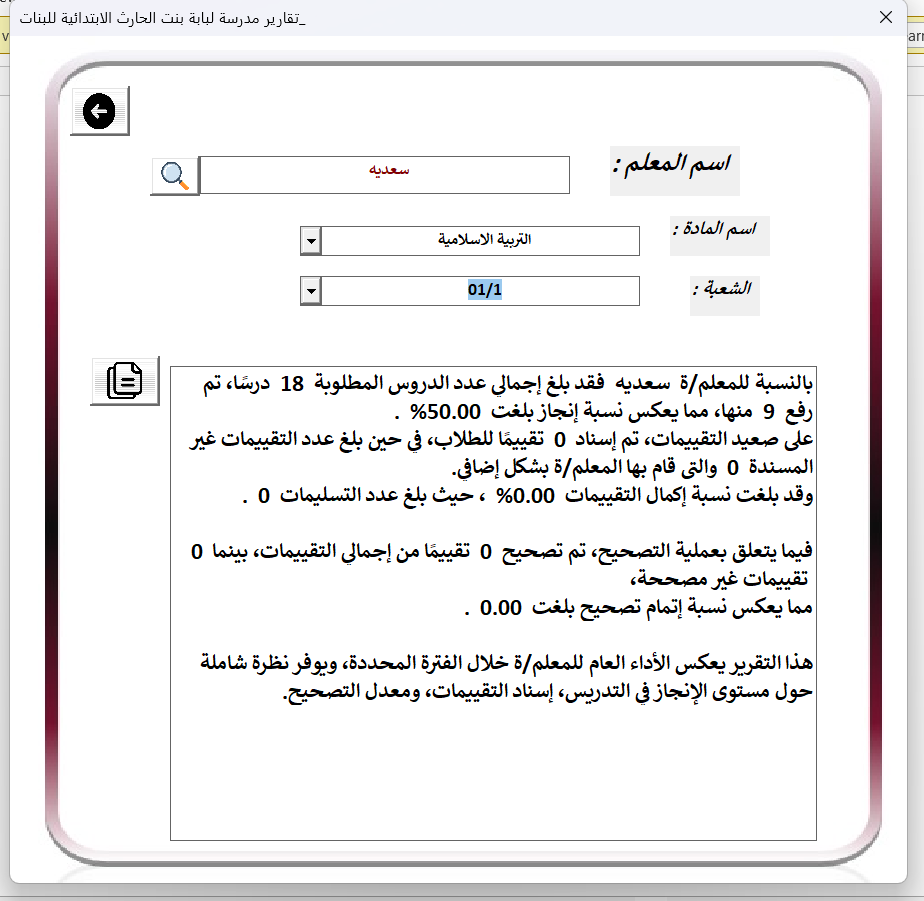 _تقارير مدرسة لبابة بنت الحارث الابتدائية للبنات
اسم المعلم :
سعديه
اسم المادة :
التربية الاسلامية
الشعبة :
01/1
بالنسبة للمعلم/ة سعديه فقد بلغ إجمالي عدد الدروس المطلوبة 18 درسًا، تم
رفع 9 منها، مما يعكس نسبة إنجاز بلغت 50.00% .
على صعيد التقييمات، تم إسناد 0 تقييمًا للطلاب، في حين بلغ عدد التقييمات غير
المسندة 0 والتي قام بها المعلم/ة بشكل إضافي.
وقد بلغت نسبة إكمال التقييمات 0.00% ، حيث بلغ عدد التسليمات 0 .
فيما يتعلق بعملية التصحيح، تم تصحيح 0 تقييمًا من إجمالي التقييمات، بينما 0
تقييمات غير مصححة،
مما يعكس نسبة إتمام تصحيح بلغت 0.00 .
هذا التقرير يعكس الأداء العام للمعلم/ة خلال الفترة المحددة، ويوفر نظرة شاملة
حول مستوى الإنجاز في التدريس، إسناد التقييمات، ومعدل التصحيح.